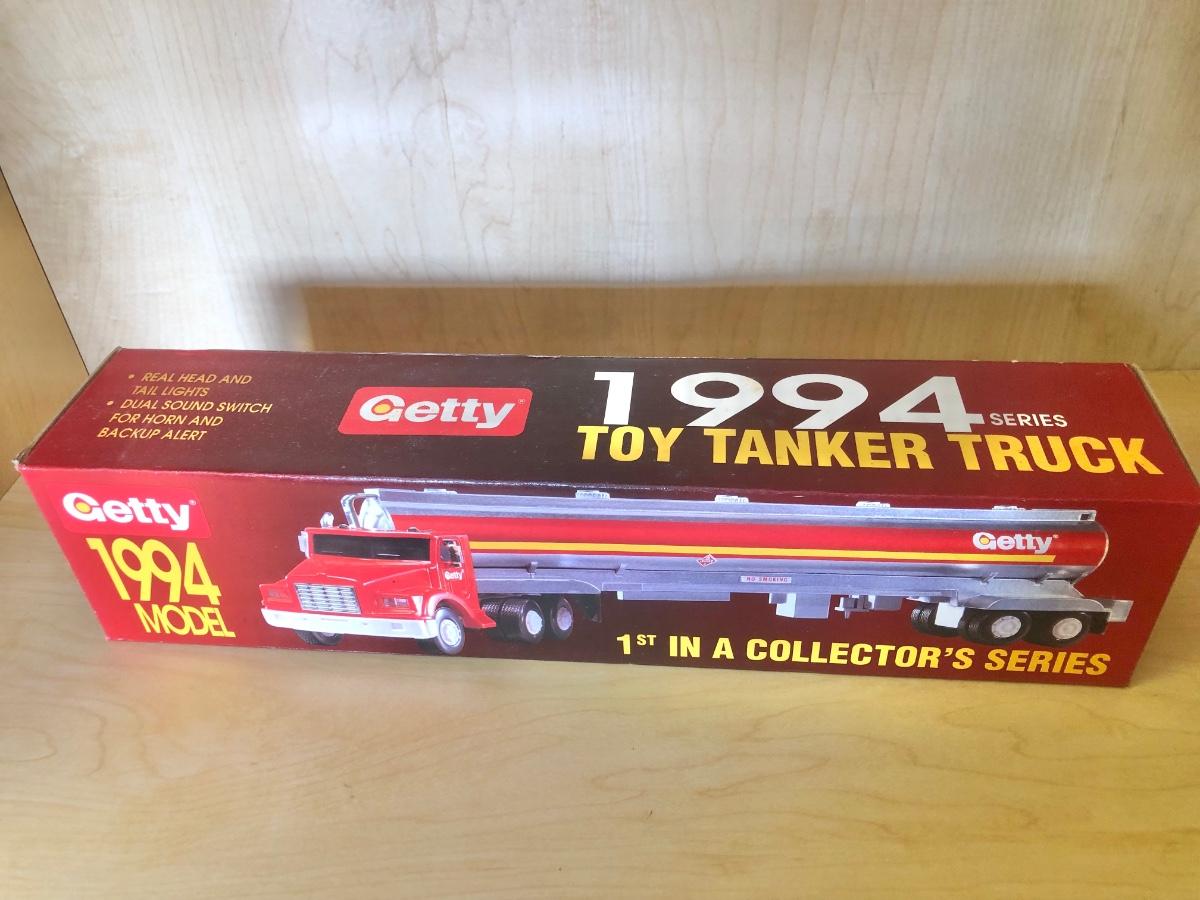 • REAL HEAD AND
TAIL LIGHTS
• DUAL SOUND SWITCH
FOR HORN AND
BACKUP ALERT
Getty®
1994 SERIES
TOY TANKER TRUCK
Getty®
1994
MODEL
Getty
Getty®
NO SMOKING
1ST IN A COLLECTOR'S SERIES